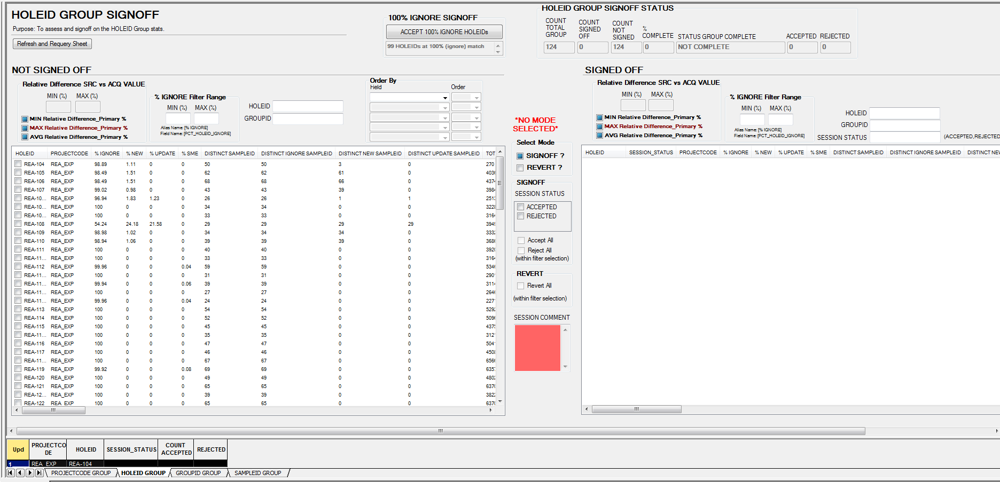 HOLEID GROUP SIGNOFF
Purpose: To assess and signoff on the HOLEID Group stats.
Refresh and Requery Sheet
100% IGNORE SIGNOFF
ACCEPT 100% IGNORE HOLEIDs
99 HOLEIDs at 100% (ignore) match
HOLEID GROUP SIGNOFF STATUS
COUNT TOTAL GROUP
COUNT SIGNED OFF
COUNT NOT SIGNED
% COMPLETE
STATUS GROUP COMPLETE
ACCEPTED
REJECTED
124 0 124 0 NOT COMPLETE 0 0
NOT SIGNED OFF
Relative Difference SRC vs ACQ VALUE
MIN (%) MAX (%)
MIN Relative Difference_Primary %
MAX Relative Difference_Primary %
AVG Relative Difference_Primary %
% IGNORE Filter Range
MIN (%) MAX (%)
Alias Name: [% IGNORE]
Field Name: [PCT_HOLEID_IGNORE]
HOLEID
GROUPID
Order By
Field Order
HOLEID PROJECTCODE % IGNORE % NEW % UPDATE % SME DISTINCT SAMPLEID DISTINCT IGNORE SAMPLEID DISTINCT NEW SAMPLEID DISTINCT UPDATE SAMPLEID TOT
REA-104 REA_EXP 98.89 1.11 0 0 50 50 3 0 270
REA-105 REA_EXP 98.49 1.51 0 0 62 62 61 0 403
REA-106 REA_EXP 98.49 1.51 0 0 68 68 66 0 437
REA-107 REA_EXP 99.02 0.98 0 0 43 43 39 0 398
REA-10... REA_EXP 96.94 1.83 1.23 0 26 26 1 1 251
REA-10... REA_EXP 100 0 0 0 34 34 0 0 322
REA-10... REA_EXP 100 0 0 0 33 33 0 0 316
REA-108 REA_EXP 54.24 24.18 21.58 0 29 29 29 29 394
REA-109 REA_EXP 98.98 1.02 0 0 34 34 34 0 333
REA-110 REA_EXP 98.94 1.06 0 0 39 39 39 0 368
REA-111 REA_EXP 100 0 0 0 40 40 0 0 392
REA-11... REA_EXP 100 0 0 0 33 33 0 0 316
REA-112 REA_EXP 99.96 0 0 0.04 59 59 0 0 534
REA-11... REA_EXP 100 0 0 0 31 31 0 0 290
REA-11... REA_EXP 99.94 0 0 0.06 39 39 0 0 311
REA-11... REA_EXP 100 0 0 0 27 27 0 0 264
REA-11... REA_EXP 99.96 0 0 0.04 24 24 0 0 227
REA-113 REA_EXP 100 0 0 0 54 54 0 0 529
REA-114 REA_EXP 100 0 0 0 52 52 0 0 509
REA-115 REA_EXP 100 0 0 0 45 45 0 0 437
REA-11... REA_EXP 100 0 0 0 35 35 0 0 312
REA-116 REA_EXP 100 0 0 0 47 47 0 0 504
REA-117 REA_EXP 100 0 0 0 46 46 0 0 450
REA-11... REA_EXP 100 0 0 0 67 67 0 0 656
REA-119 REA_EXP 99.92 0 0 0.08 69 69 0 0 635
REA-120 REA_EXP 100 0 0 0 49 49 0 0 480
REA-121 REA_EXP 100 0 0 0 65 65 0 0 637
REA-12... REA_EXP 100 0 0 0 39 39 0 0 382
REA-122 REA_EXP 100 0 0 0 65 65 0 0 637
*NO MODE
SELECTED*
Select Mode
SIGNOFF ?
REVERT ?
SIGNOFF
SESSION STATUS
ACCEPTED
REJECTED
Accept All
Reject All
(within filter selection)
REVERT
Revert All
(within filter selection)
SESSION COMMENT
SIGNED OFF
Relative Difference SRC vs ACQ VALUE
MIN (%) MAX (%)
MIN Relative Difference_Primary %
MAX Relative Difference_Primary %
AVG Relative Difference_Primary %
% IGNORE Filter Range
MIN (%) MAX (%)
Alias Name: [% IGNORE]
Field Name: [PCT_HOLEID_IGNORE]
HOLEID
GROUPID
SESSION STATUS (ACCEPTED,REJECTED
HOLEID SESSION_STATUS PROJECTCODE % IGNORE % NEW % UPDATE % SME DISTINCT SAMPLEID DISTINCT IGNORE SAMPLEID DISTINCT NEW
Upd PROJECTCODE HOLEID SESSION_STATUS COUNT ACCEPTED REJECTED
1 REA_EXP REA-104
PROJECTCODE GROUP HOLEID GROUP GROUPID GROUP SAMPLEID GROUP